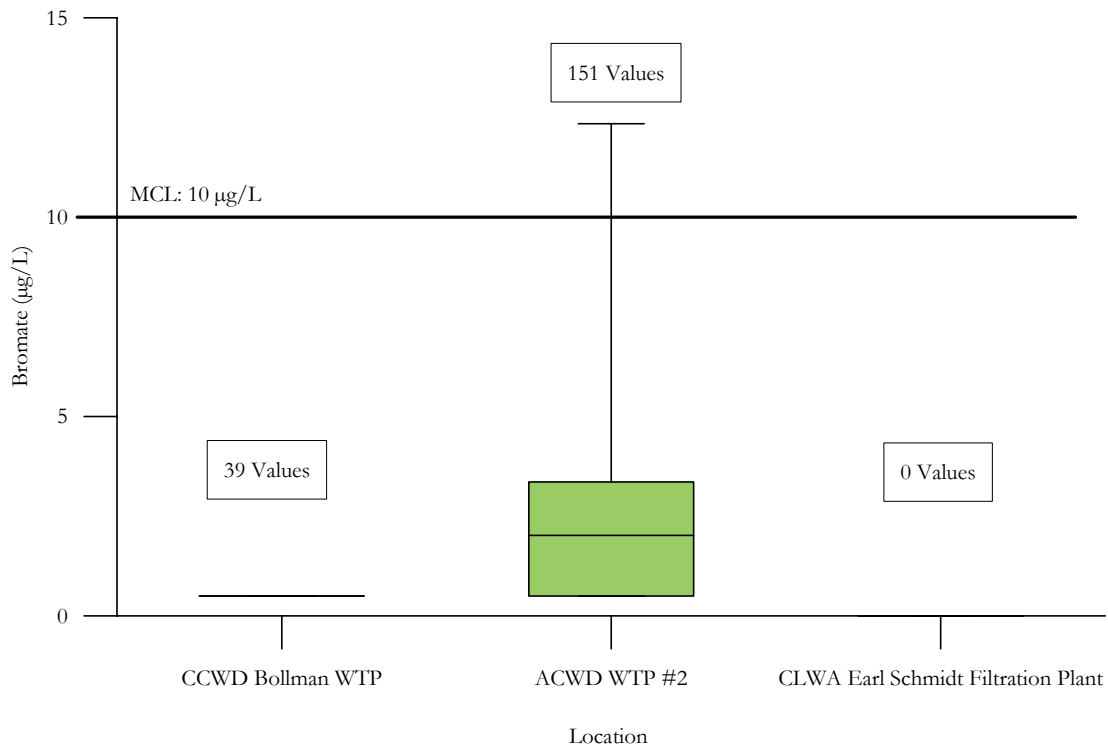 15
151 Values
MCL: 10 µg/L
10
Bromate (µg/L)
5
39 Values
0 Values
0
CCWD Bollman WTP
ACWD WTP #2
CLWA Earl Schmidt Filtration Plant
Location